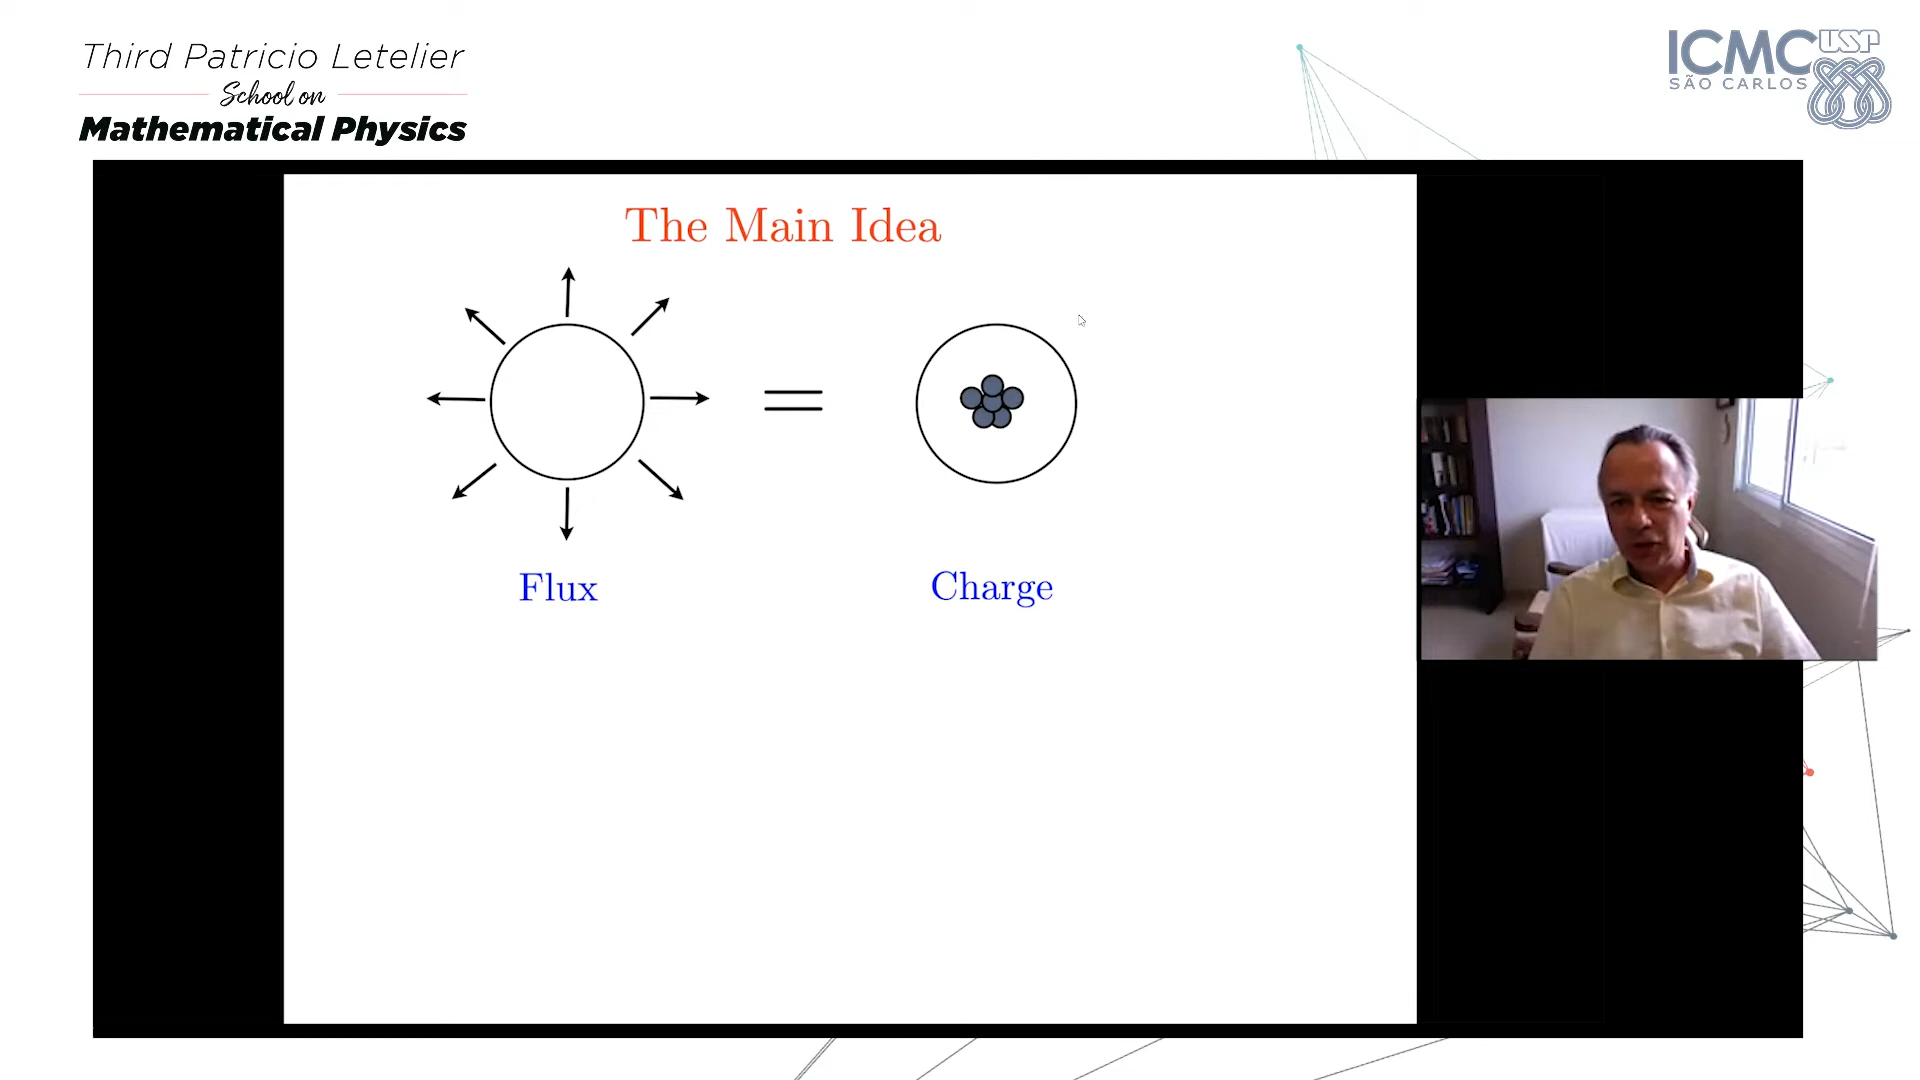 Third Patricio Letelier
School on
Mathematical Physics
ICMC USP
SÃO CARLOS
The Main Idea
=
Flux
Charge